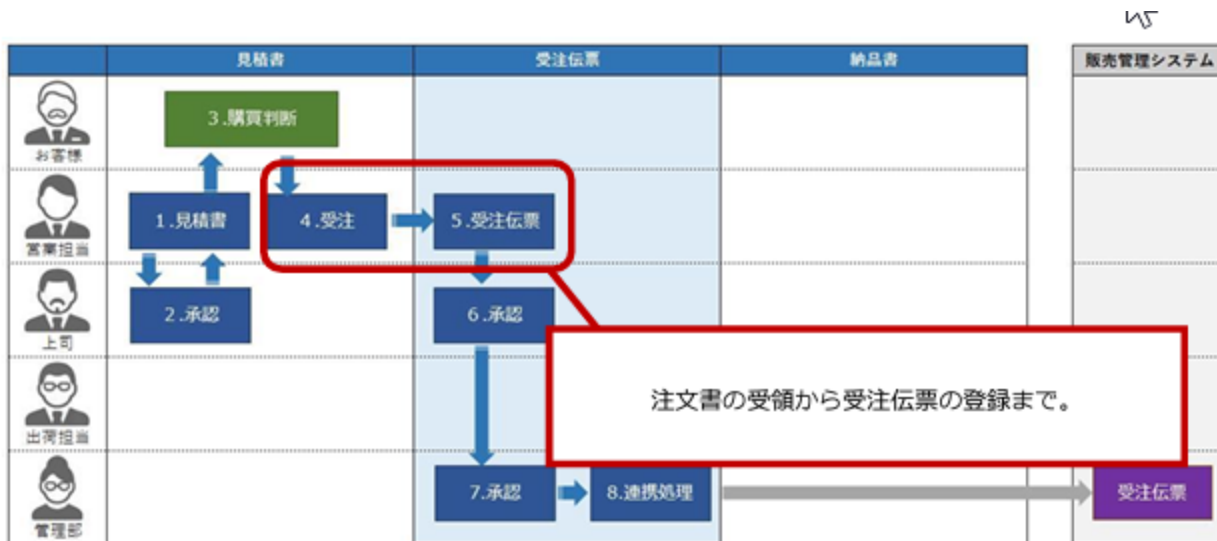 見積書
受注伝票
納品書
販売管理システム
お客様
3.購買判断
営業担当
1.見積書
4.受注
5.受注伝票
上司
2.承認
6.承認
注文書の受領から受注伝票の登録まで。
出荷担当
管理部
7.承認
8.連携処理
受注伝票